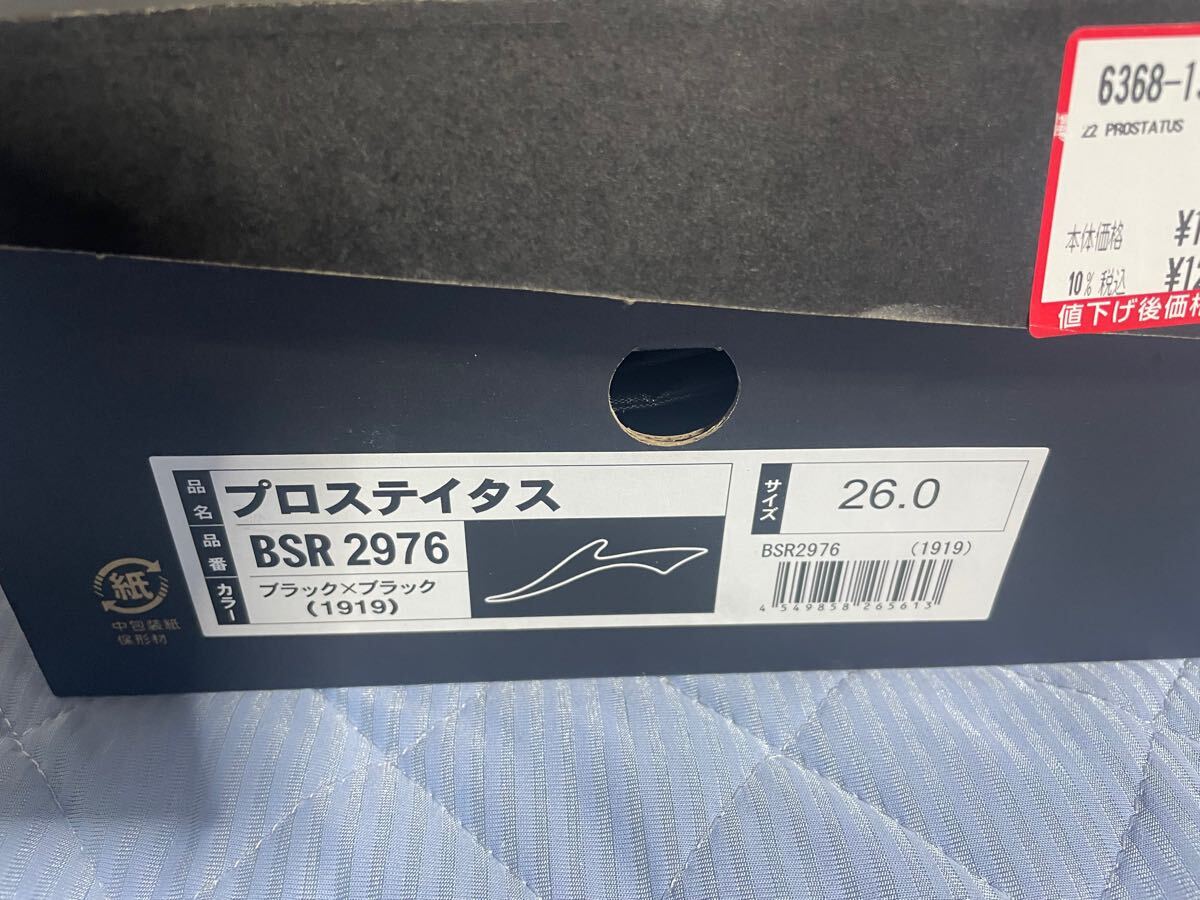 6368-1
Z2 PROSTATUS
本体価格 ¥1
10% 税込 ¥12
値下げ後価格
品名 プロステイタス
品番 BSR 2976
カラー ブラック×ブラック
(1919)
サイズ 26.0
BSR2976 (1919)
4 549858 265613
紙
中包装紙
保形材